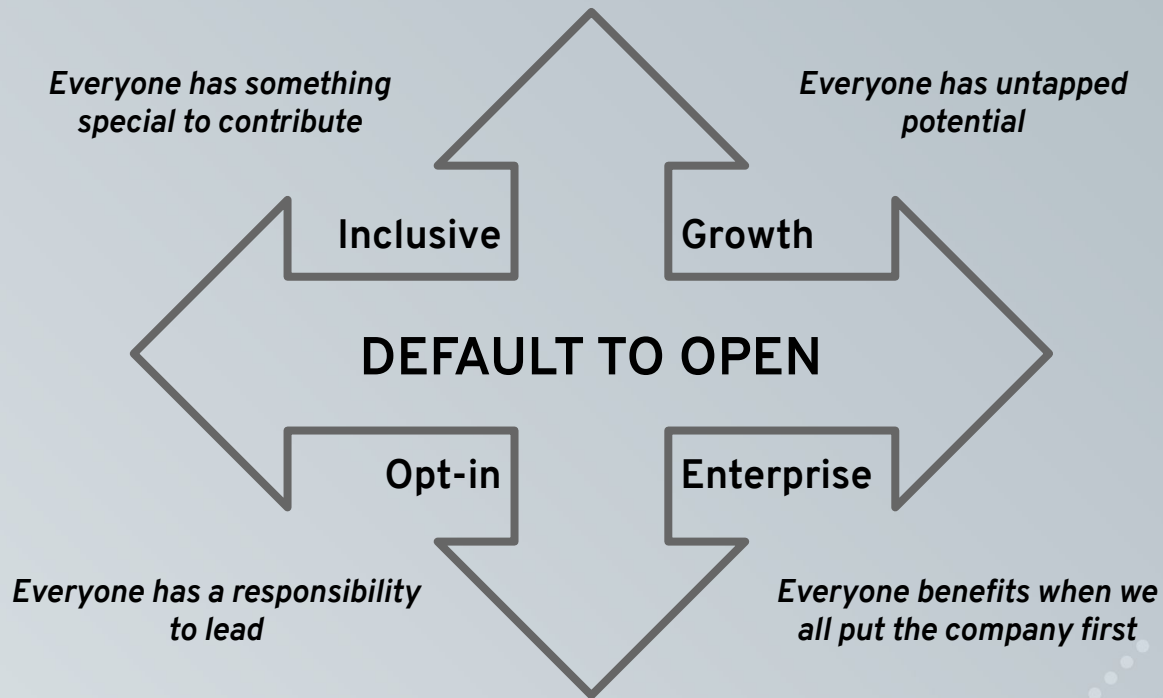 Everyone has something
special to contribute
Everyone has untapped
potential
Inclusive
Growth
DEFAULT TO OPEN
Opt-in
Enterprise
Everyone has a responsibility
to lead
Everyone benefits when we
all put the company first